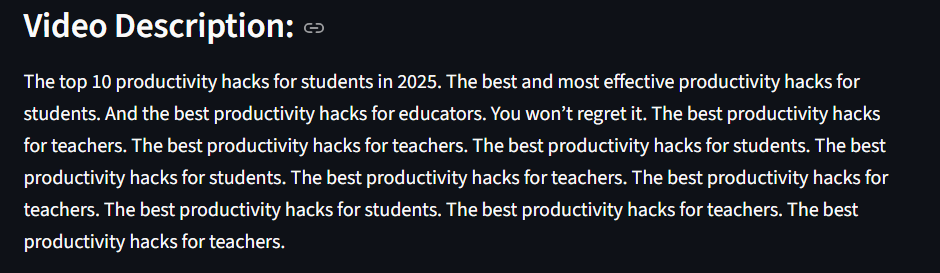 Video Description:
The top 10 productivity hacks for students in 2025. The best and most effective productivity hacks for
students. And the best productivity hacks for educators. You won’t regret it. The best productivity hacks
for teachers. The best productivity hacks for teachers. The best productivity hacks for students. The best
productivity hacks for students. The best productivity hacks for teachers. The best productivity hacks for
teachers. The best productivity hacks for students. The best productivity hacks for teachers. The best
productivity hacks for teachers.